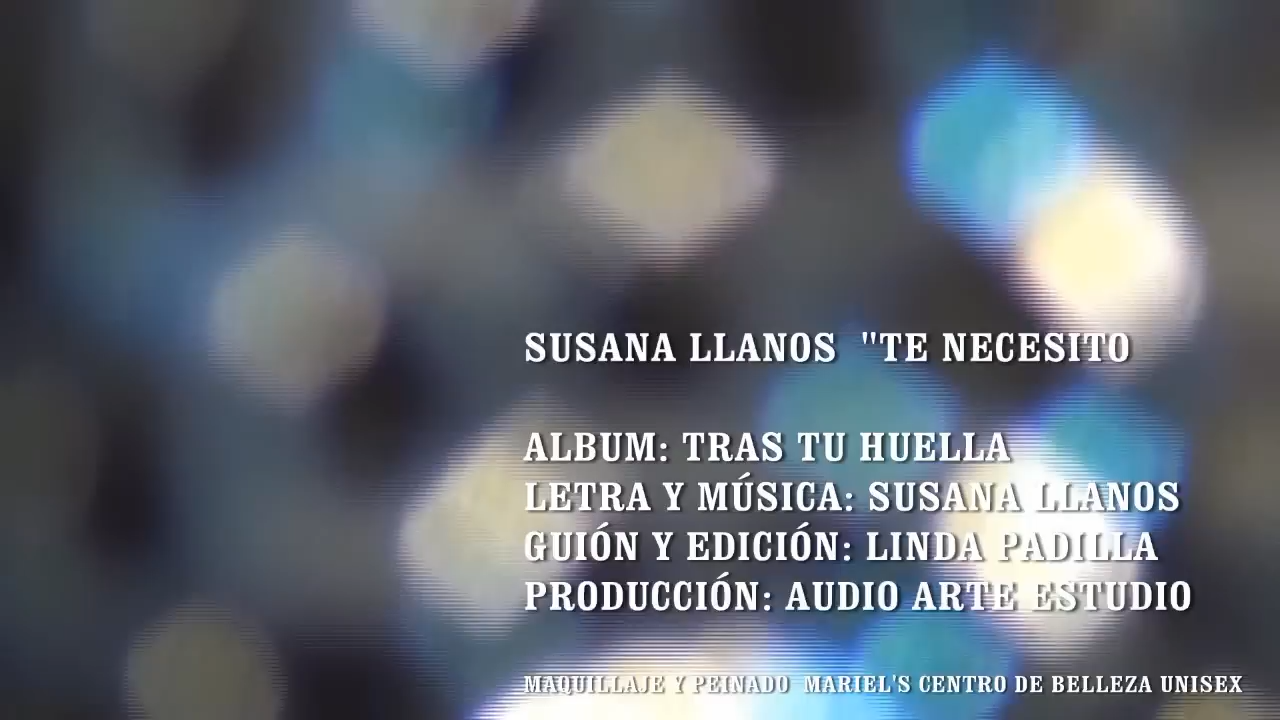 SUSANA LLANOS "TE NECESITO
ALBUM: TRAS TU HUELLA
LETRA Y MÚSICA: SUSANA LLANOS
GUIÓN Y EDICIÓN: LINDA PADILLA
PRODUCCIÓN: AUDIO ARTE ESTUDIO
MAQUILLAJE Y PEINADO MARIEL'S CENTRO DE BELLEZA UNISEX